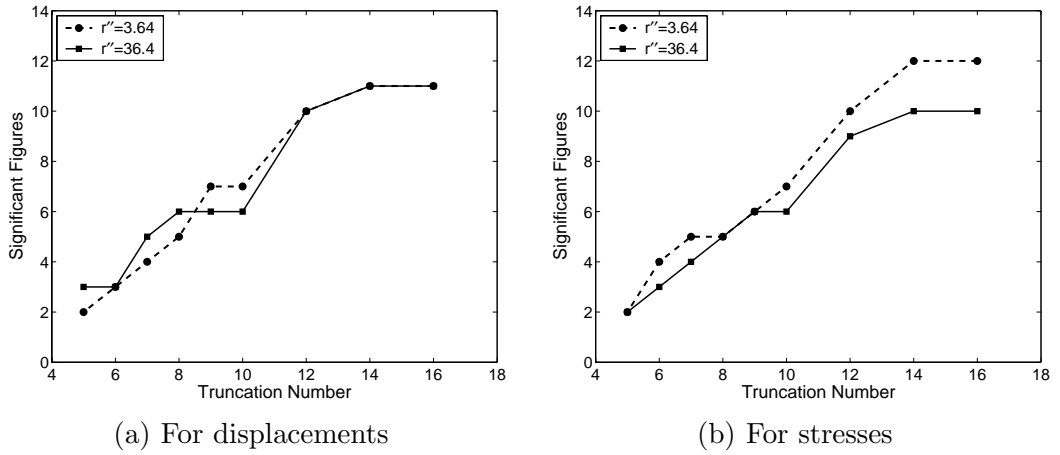 14
12
10
8
6
4
2
0
Significant Figures
r″=3.64
r″=36.4
4 6 8 10 12 14 16 18
Truncation Number
(a) For displacements
14
12
10
8
6
4
2
0
Significant Figures
r″=3.64
r″=36.4
4 6 8 10 12 14 16 18
Truncation Number
(b) For stresses